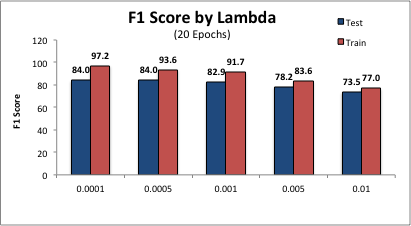 F1 Score by Lambda
(20 Epochs)
Test
Train
F1 Score
120
100
80
60
40
20
0
84.0 97.2
84.0 93.6
82.9 91.7
78.2 83.6
73.5 77.0
0.0001 0.0005 0.001 0.005 0.01